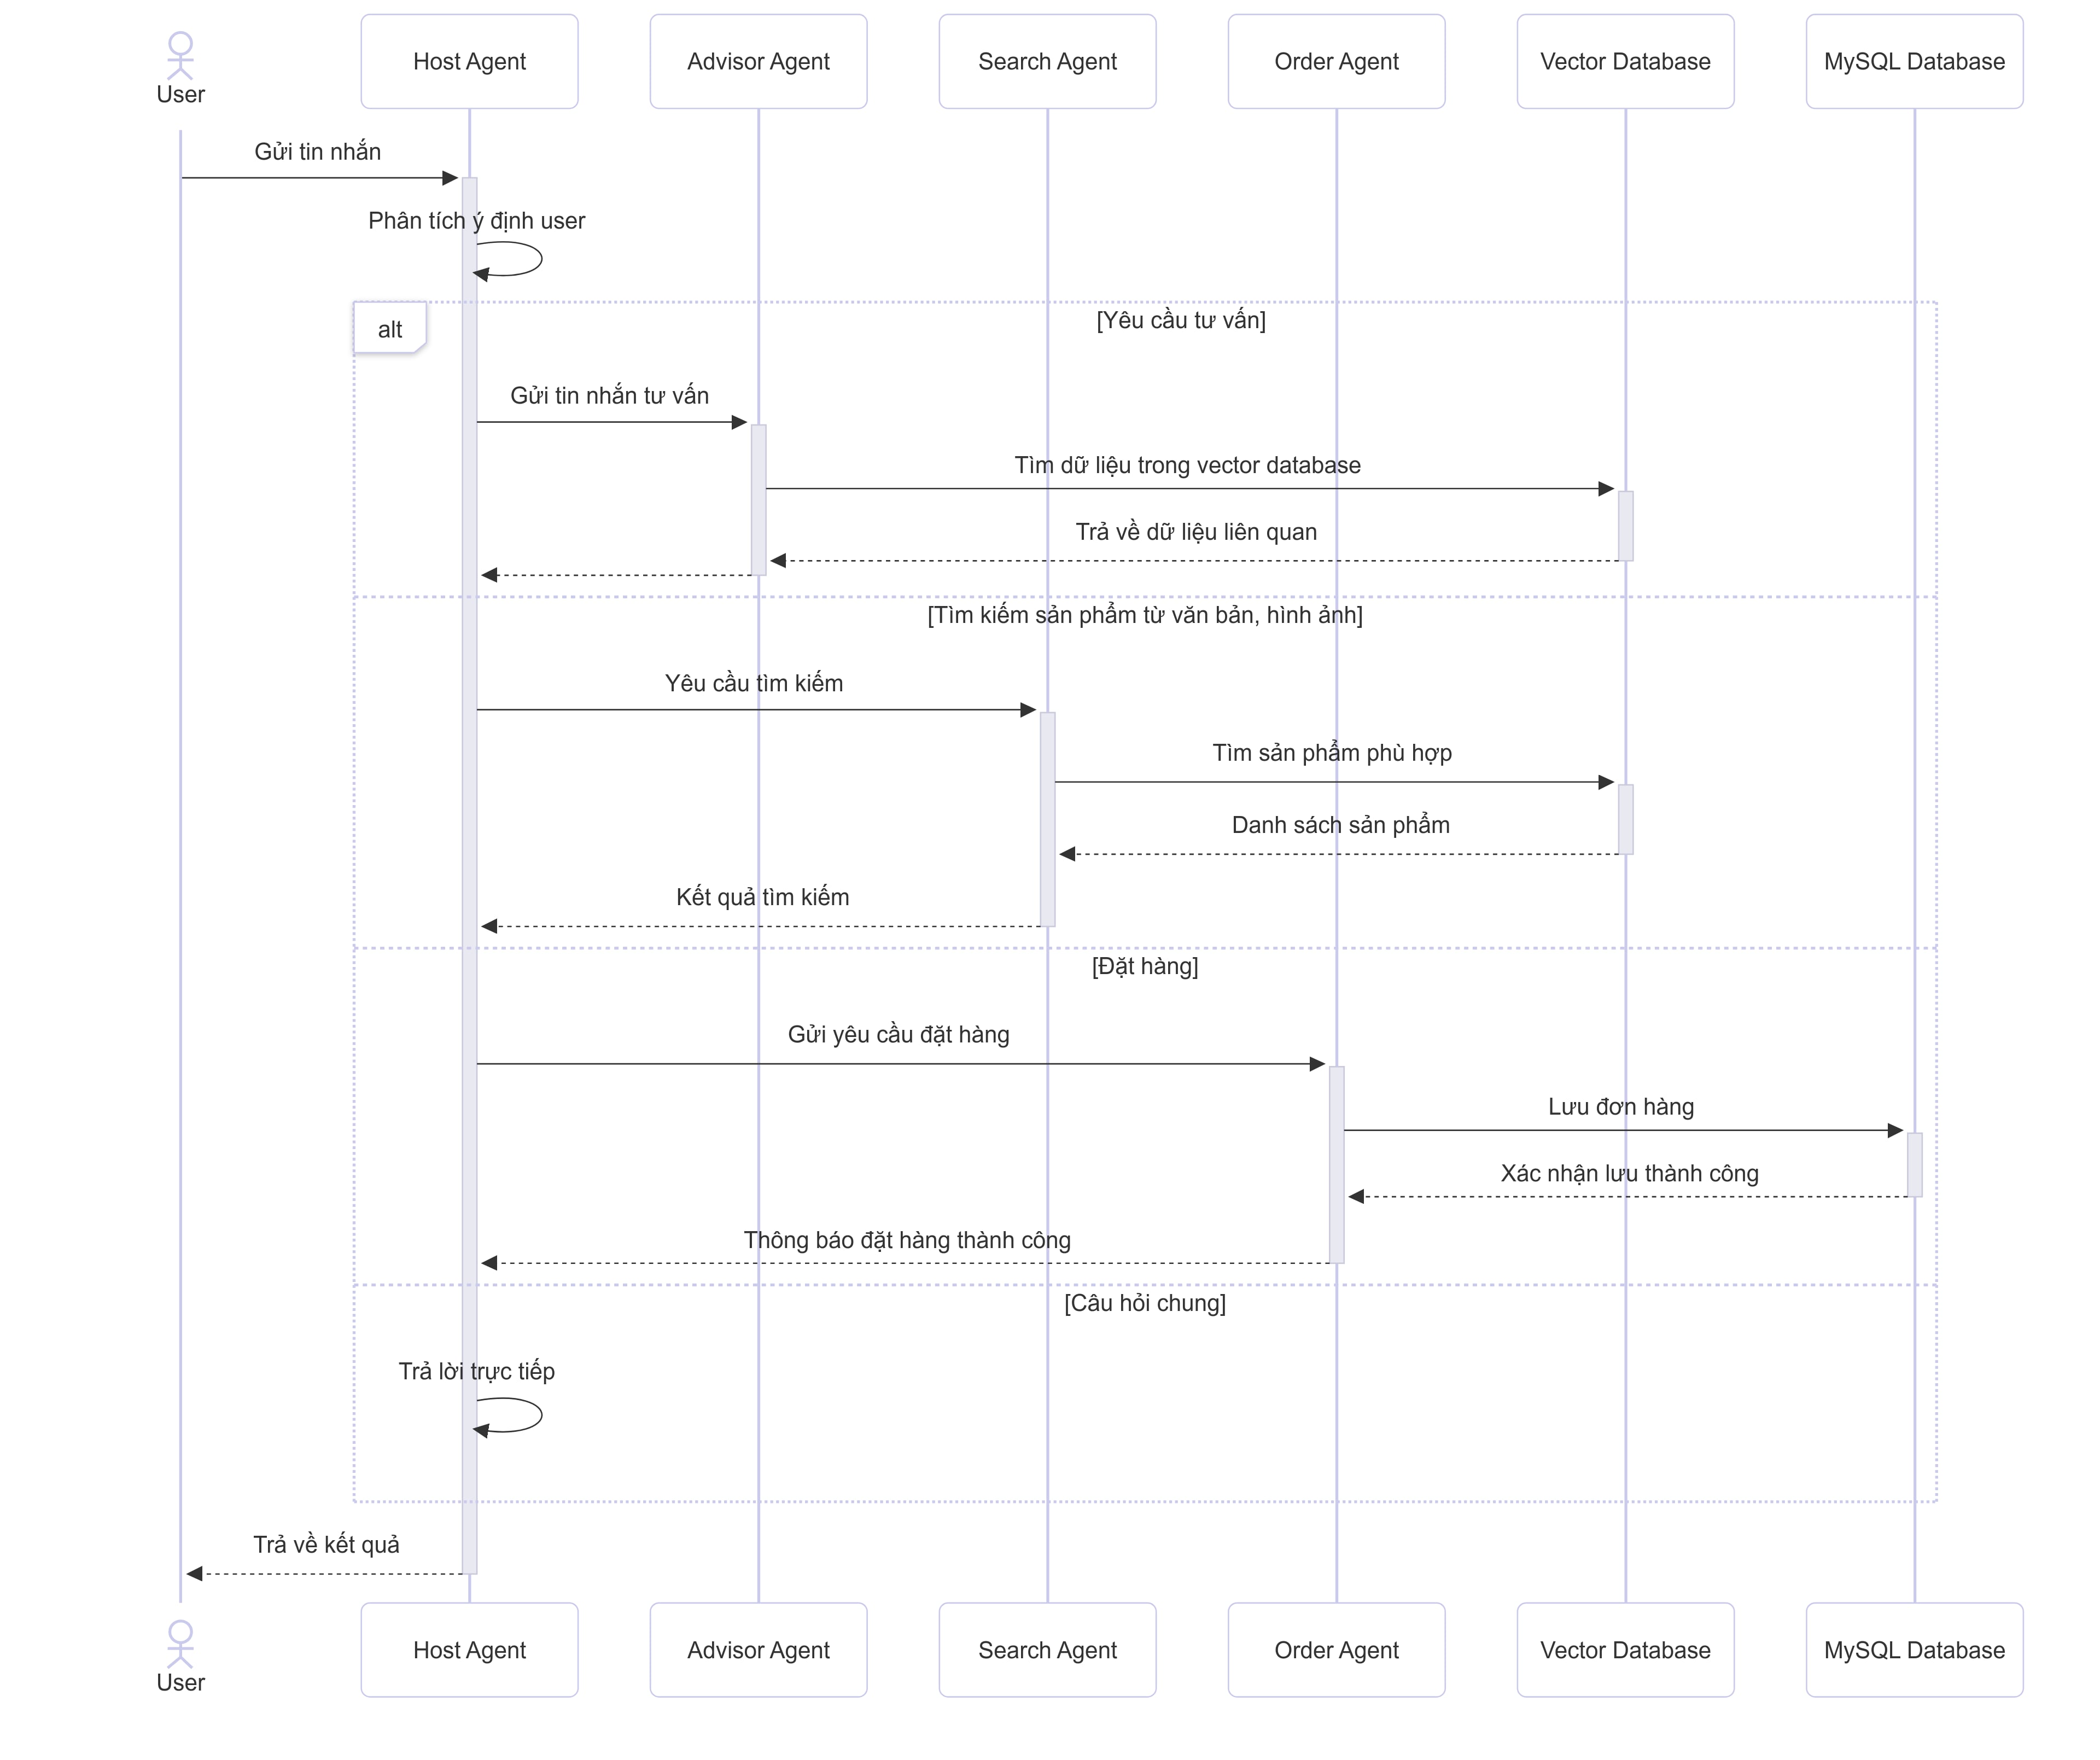 User
Host Agent
Advisor Agent
Search Agent
Order Agent
Vector Database
MySQL Database
Gửi tin nhắn
Phân tích ý định user
alt
[Yêu cầu tư vấn]
Gửi tin nhắn tư vấn
Tìm dữ liệu trong vector database
Trả về dữ liệu liên quan
[Tìm kiếm sản phẩm từ văn bản, hình ảnh]
Yêu cầu tìm kiếm
Tìm sản phẩm phù hợp
Danh sách sản phẩm
Kết quả tìm kiếm
[Đặt hàng]
Gửi yêu cầu đặt hàng
Lưu đơn hàng
Xác nhận lưu thành công
Thông báo đặt hàng thành công
[Câu hỏi chung]
Trả lời trực tiếp
Trả về kết quả
User
Host Agent
Advisor Agent
Search Agent
Order Agent
Vector Database
MySQL Database